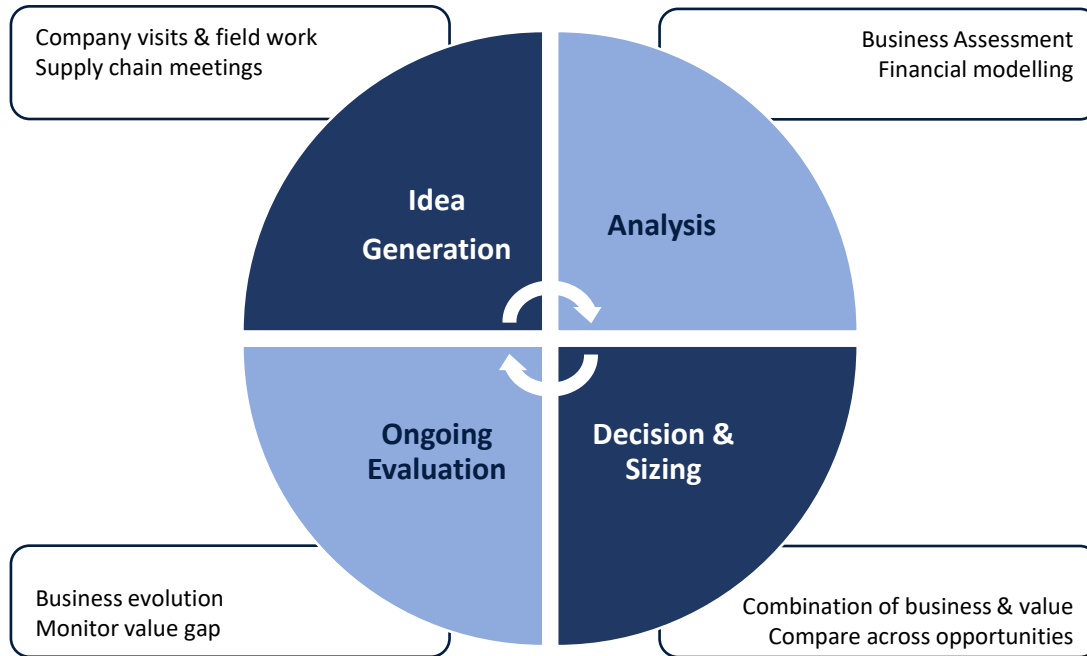 Company visits & field work
Supply chain meetings
Business Assessment
Financial modelling
Idea
Generation
Analysis
Ongoing
Evaluation
Decision &
Sizing
Business evolution
Monitor value gap
Combination of business & value
Compare across opportunities